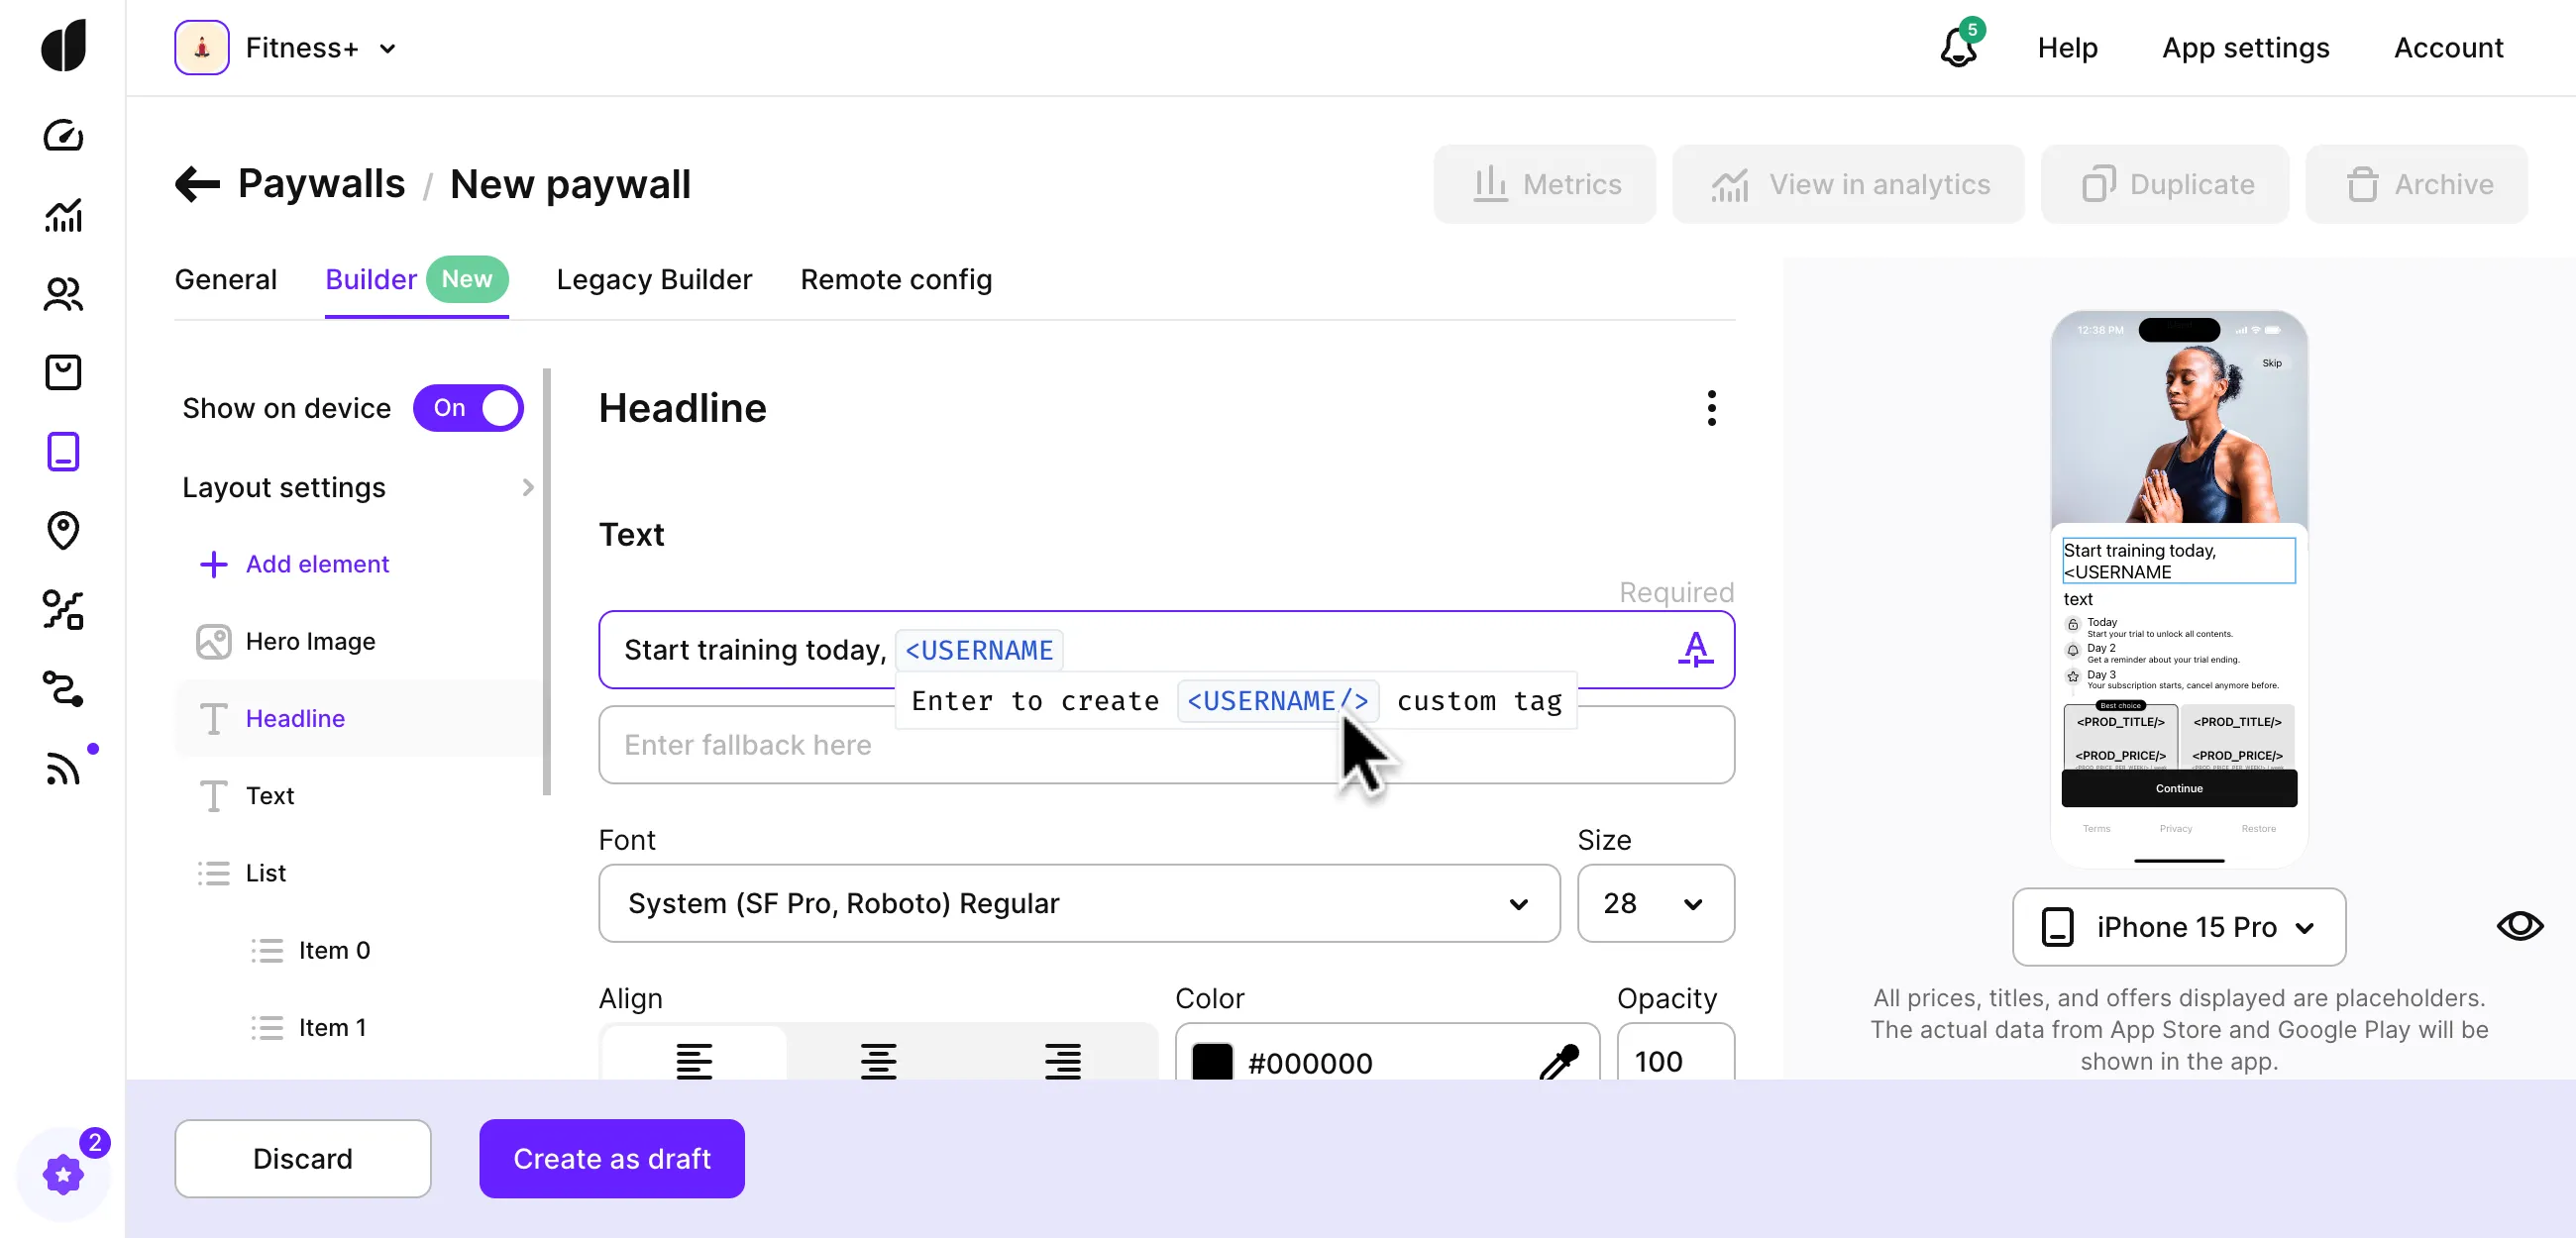 Fitness+
5
Help
App settings
Account
Paywalls / New paywall
Metrics
View in analytics
Duplicate
Archive
General
Builder New
Legacy Builder
Remote config
Show on device On
Layout settings
Add element
Hero Image
Headline
Text
List
Item 0
Item 1
Headline
Text
Required
Start training today, <USERNAME
Enter to create <USERNAME/> custom tag
Enter fallback here
Font
Size
System (SF Pro, Roboto) Regular
28
Align
Color
Opacity
#000000
100
12:38 PM
Skip
Start training today,
<USERNAME
text
Today
Start your trial to unlock all contents.
Day 2
Get a reminder about your trial ending.
Day 3
Your subscription starts, cancel anymore before.
Best choice
<PROD_TITLE/>
<PROD_TITLE/>
<PROD_PRICE/>
<PROD_PRICE/>
Continue
Terms
Privacy
Restore
iPhone 15 Pro
All prices, titles, and offers displayed are placeholders.
The actual data from App Store and Google Play will be
shown in the app.
2
Discard
Create as draft